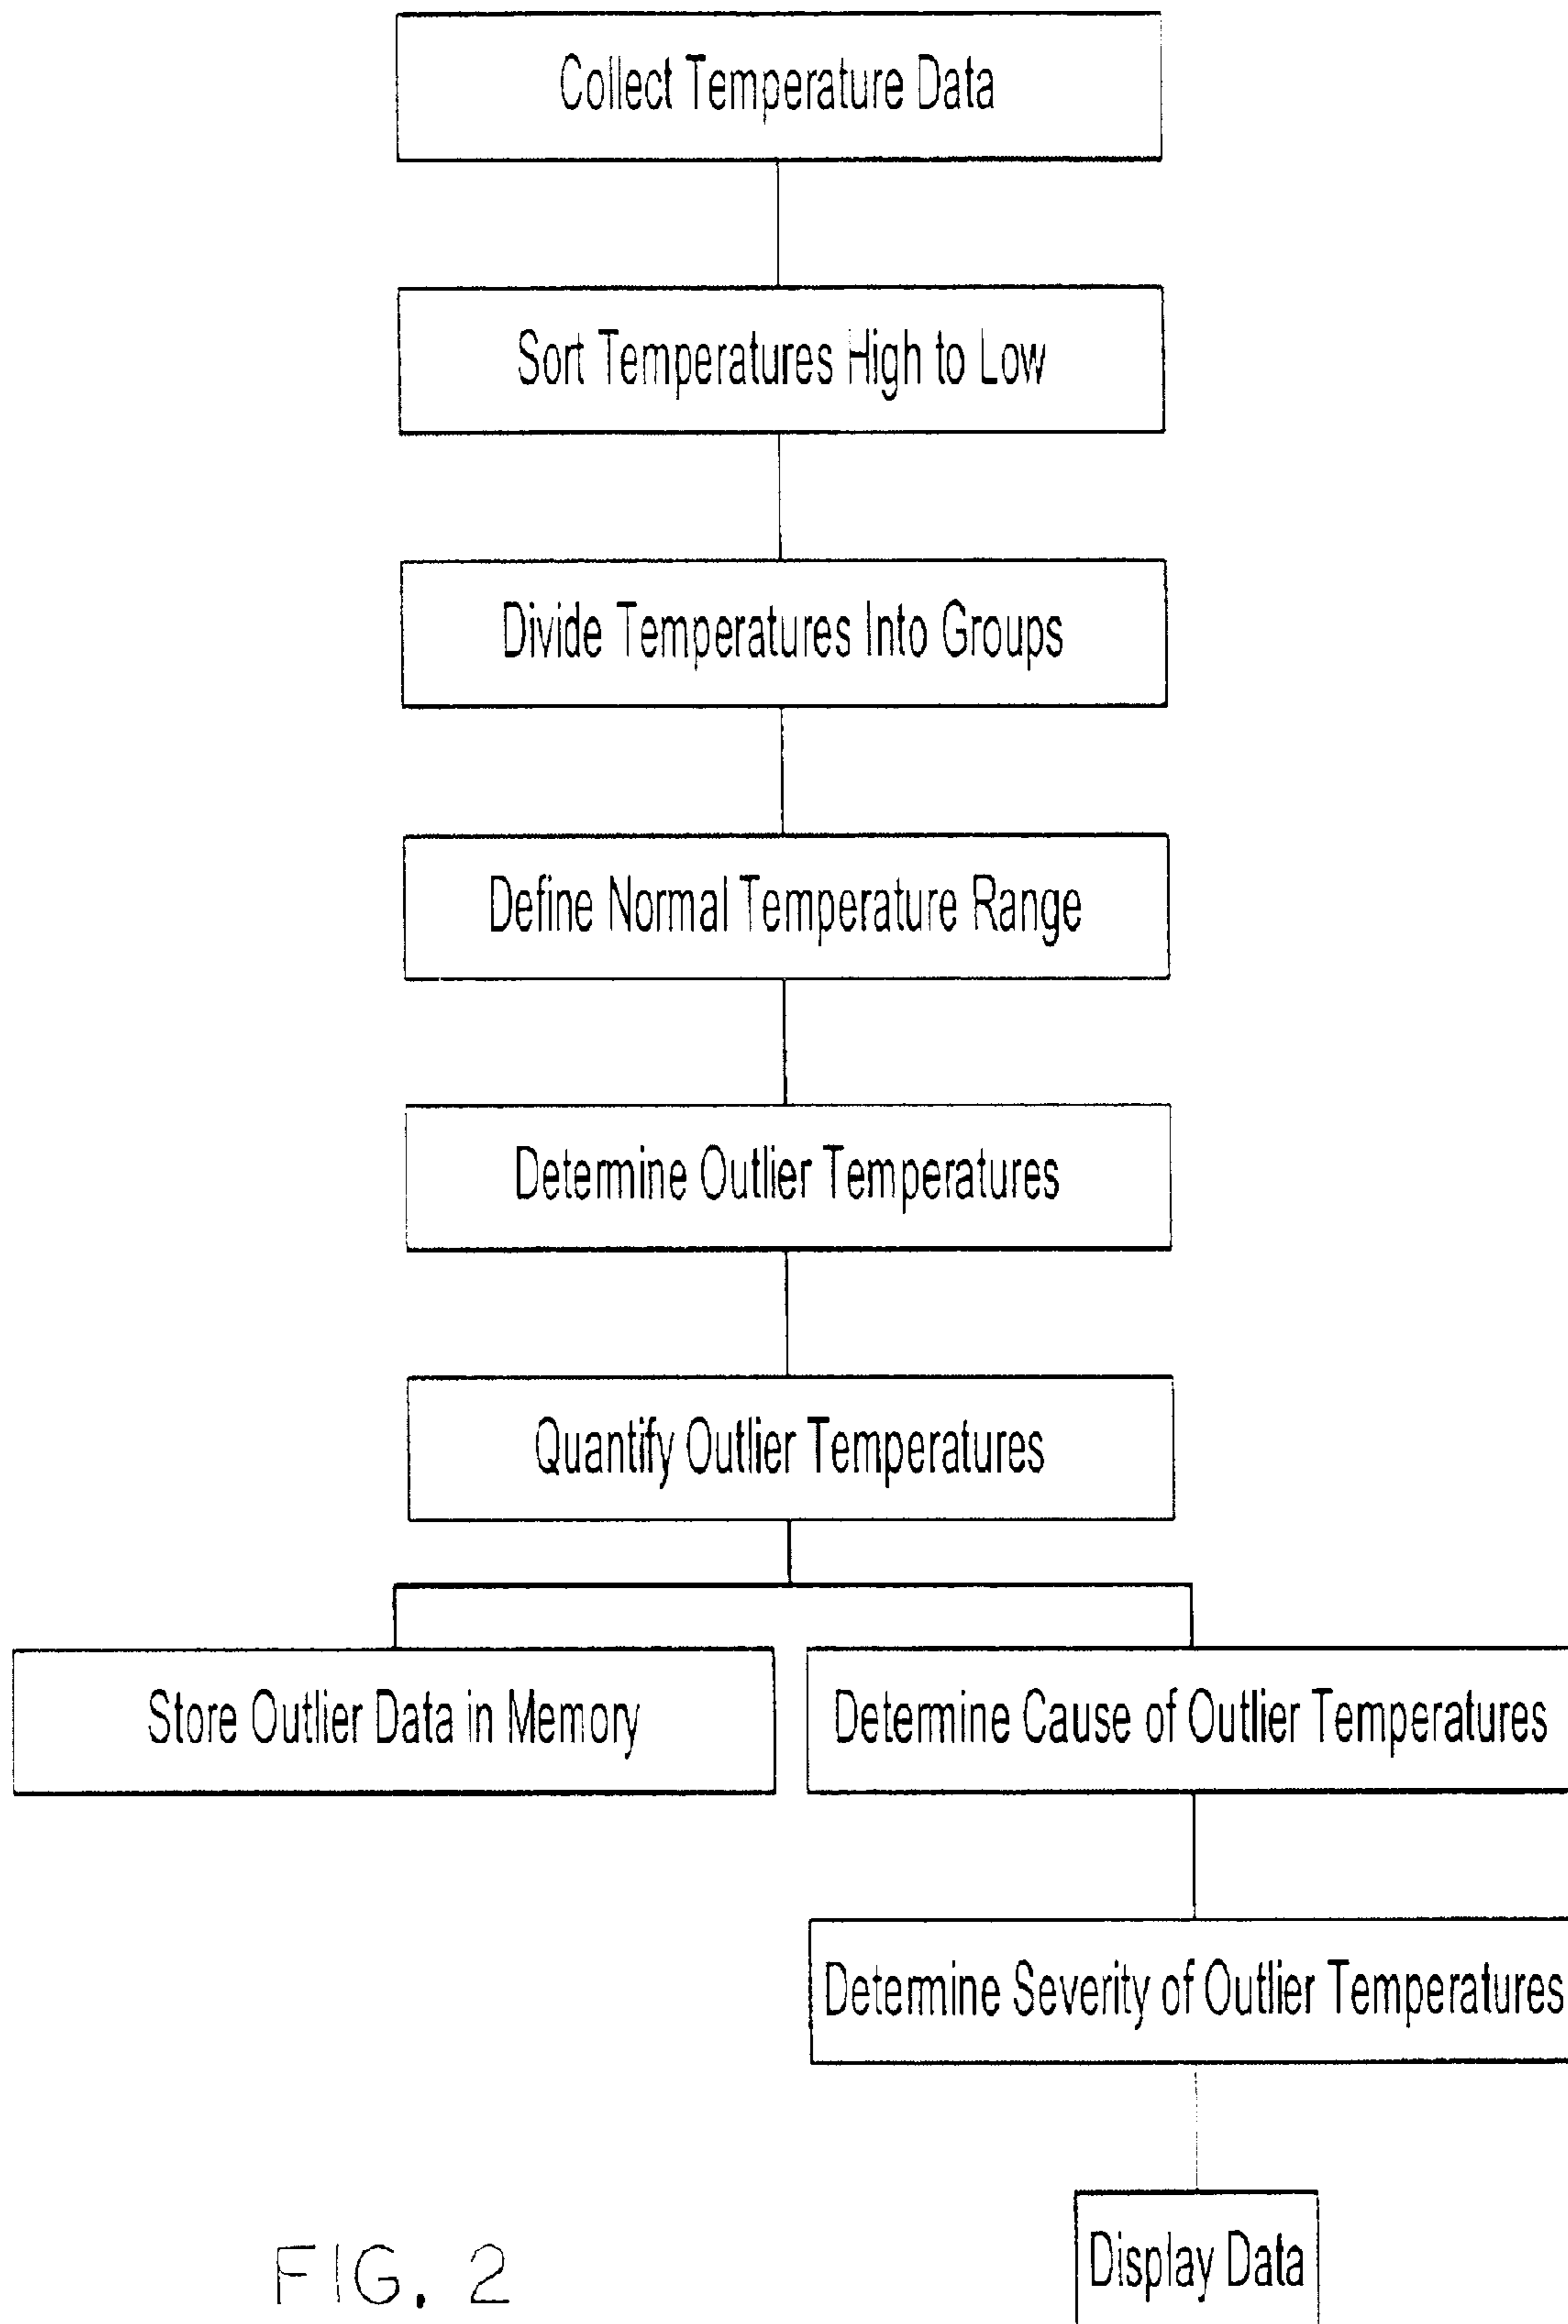 Collect Temperature Data
Sort Temperatures High to Low
Divide Temperatures Into Groups
Define Normal Temperature Range
Determine Outlier Temperatures
Quantify Outlier Temperatures
Store Outlier Data in Memory
Determine Cause of Outlier Temperatures
Determine Severity of Outlier Temperatures
Display Data
FIG. 2